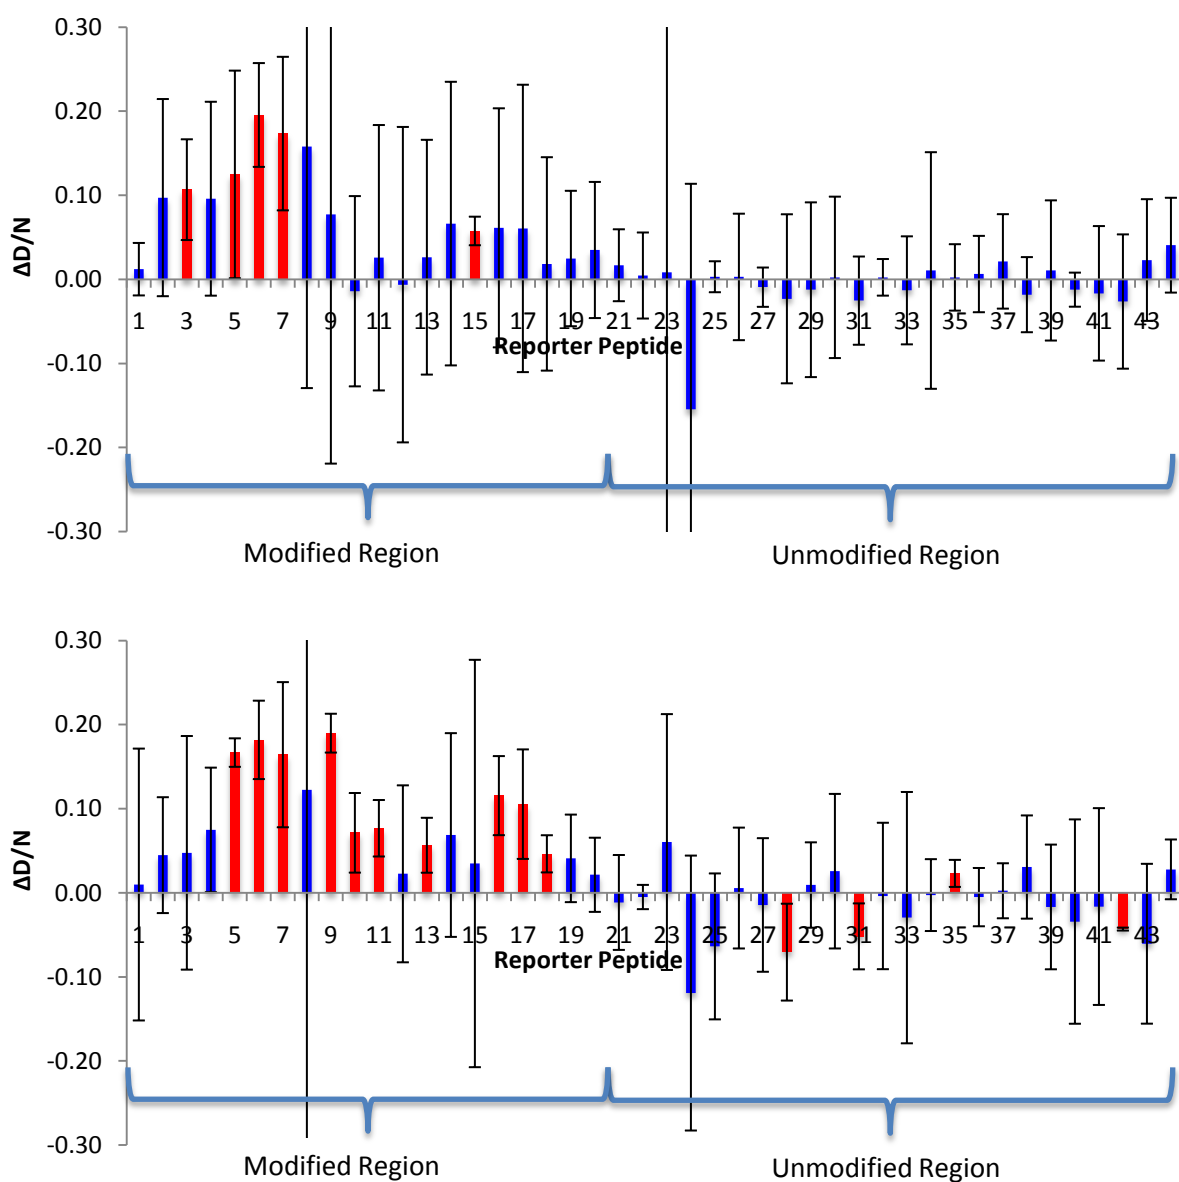 0.30
0.20
0.10
ΔD/N
0.00
1 3 5 7 9 11 13 15 17 19 21 23 25 27 29 31 33 35 37 39 41 43
Reporter Peptide
-0.10
-0.20
-0.30
Modified Region Unmodified Region
0.30
0.20
0.10
ΔD/N
0.00
1 3 5 7 9 11 13 15 17 19 21 23 25 27 29 31 33 35 37 39 41 43
Reporter Peptide
-0.10
-0.20
-0.30
Modified Region Unmodified Region